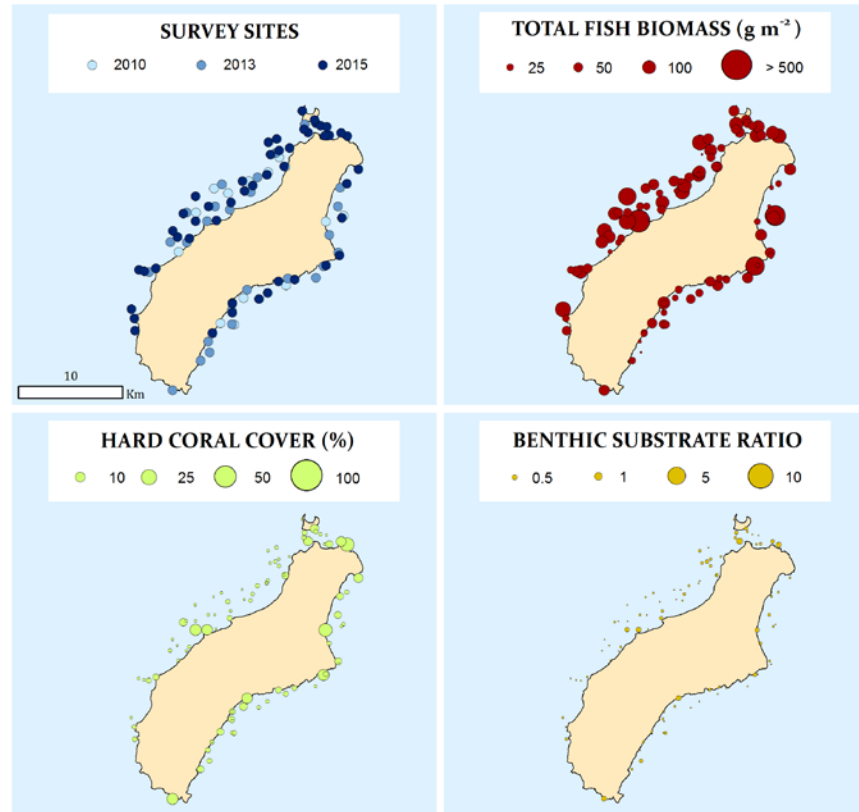 SURVEY SITES
2010 2013 2015
TOTAL FISH BIOMASS (g m⁻²)
25 50 100 > 500
10
Km
HARD CORAL COVER (%)
10 25 50 100
BENTHIC SUBSTRATE RATIO
0.5 1 5 10